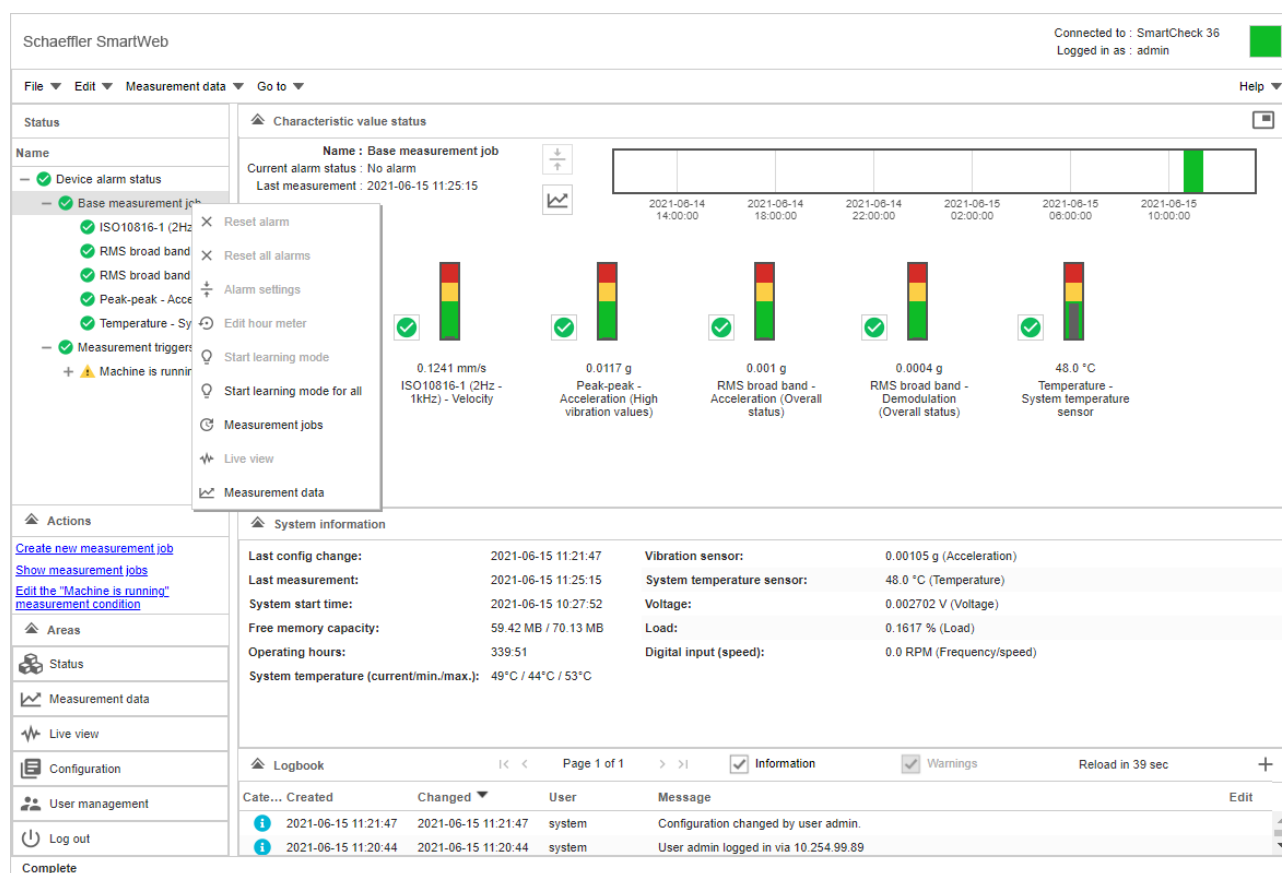 Schaeffler SmartWeb
Connected to : SmartCheck 36
Logged in as : admin
File Edit Measurement data Go to Help
Status
Name
Device alarm status
Base measurement job
ISO10816-1 (2Hz
RMS broad band
RMS broad band
Peak-peak - Acce
Temperature - Sy
Measurement triggers
Machine is runnin
Reset alarm
Reset all alarms
Alarm settings
Edit hour meter
Start learning mode
Start learning mode for all
Measurement jobs
Live view
Measurement data
Characteristic value status
Name : Base measurement job
Current alarm status : No alarm
Last measurement : 2021-06-15 11:25:15
2021-06-14 2021-06-14 2021-06-14 2021-06-15 2021-06-15 2021-06-15
14:00:00 18:00:00 22:00:00 02:00:00 06:00:00 10:00:00
0.1241 mm/s
ISO10816-1 (2Hz -
1kHz) - Velocity
0.0117 g
Peak-peak -
Acceleration (High
vibration values)
0.001 g
RMS broad band -
Acceleration (Overall
status)
0.0004 g
RMS broad band -
Demodulation
(Overall status)
48.0 °C
Temperature -
System temperature
sensor
Actions
Create new measurement job
Show measurement jobs
Edit the "Machine is running"
measurement condition
Areas
Status
Measurement data
Live view
Configuration
User management
Log out
System information
Last config change: 2021-06-15 11:21:47 Vibration sensor: 0.00105 g (Acceleration)
Last measurement: 2021-06-15 11:25:15 System temperature sensor: 48.0 °C (Temperature)
System start time: 2021-06-15 10:27:52 Voltage: 0.002702 V (Voltage)
Free memory capacity: 59.42 MB / 70.13 MB Load: 0.1617 % (Load)
Operating hours: 339:51 Digital input (speed): 0.0 RPM (Frequency/speed)
System temperature (current/min./max.): 49°C / 44°C / 53°C
Logbook Page 1 of 1 Information Warnings Reload in 39 sec
Cate... Created Changed User Message Edit
2021-06-15 11:21:47 2021-06-15 11:21:47 system Configuration changed by user admin.
2021-06-15 11:20:44 2021-06-15 11:20:44 system User admin logged in via 10.254.99.89
Complete